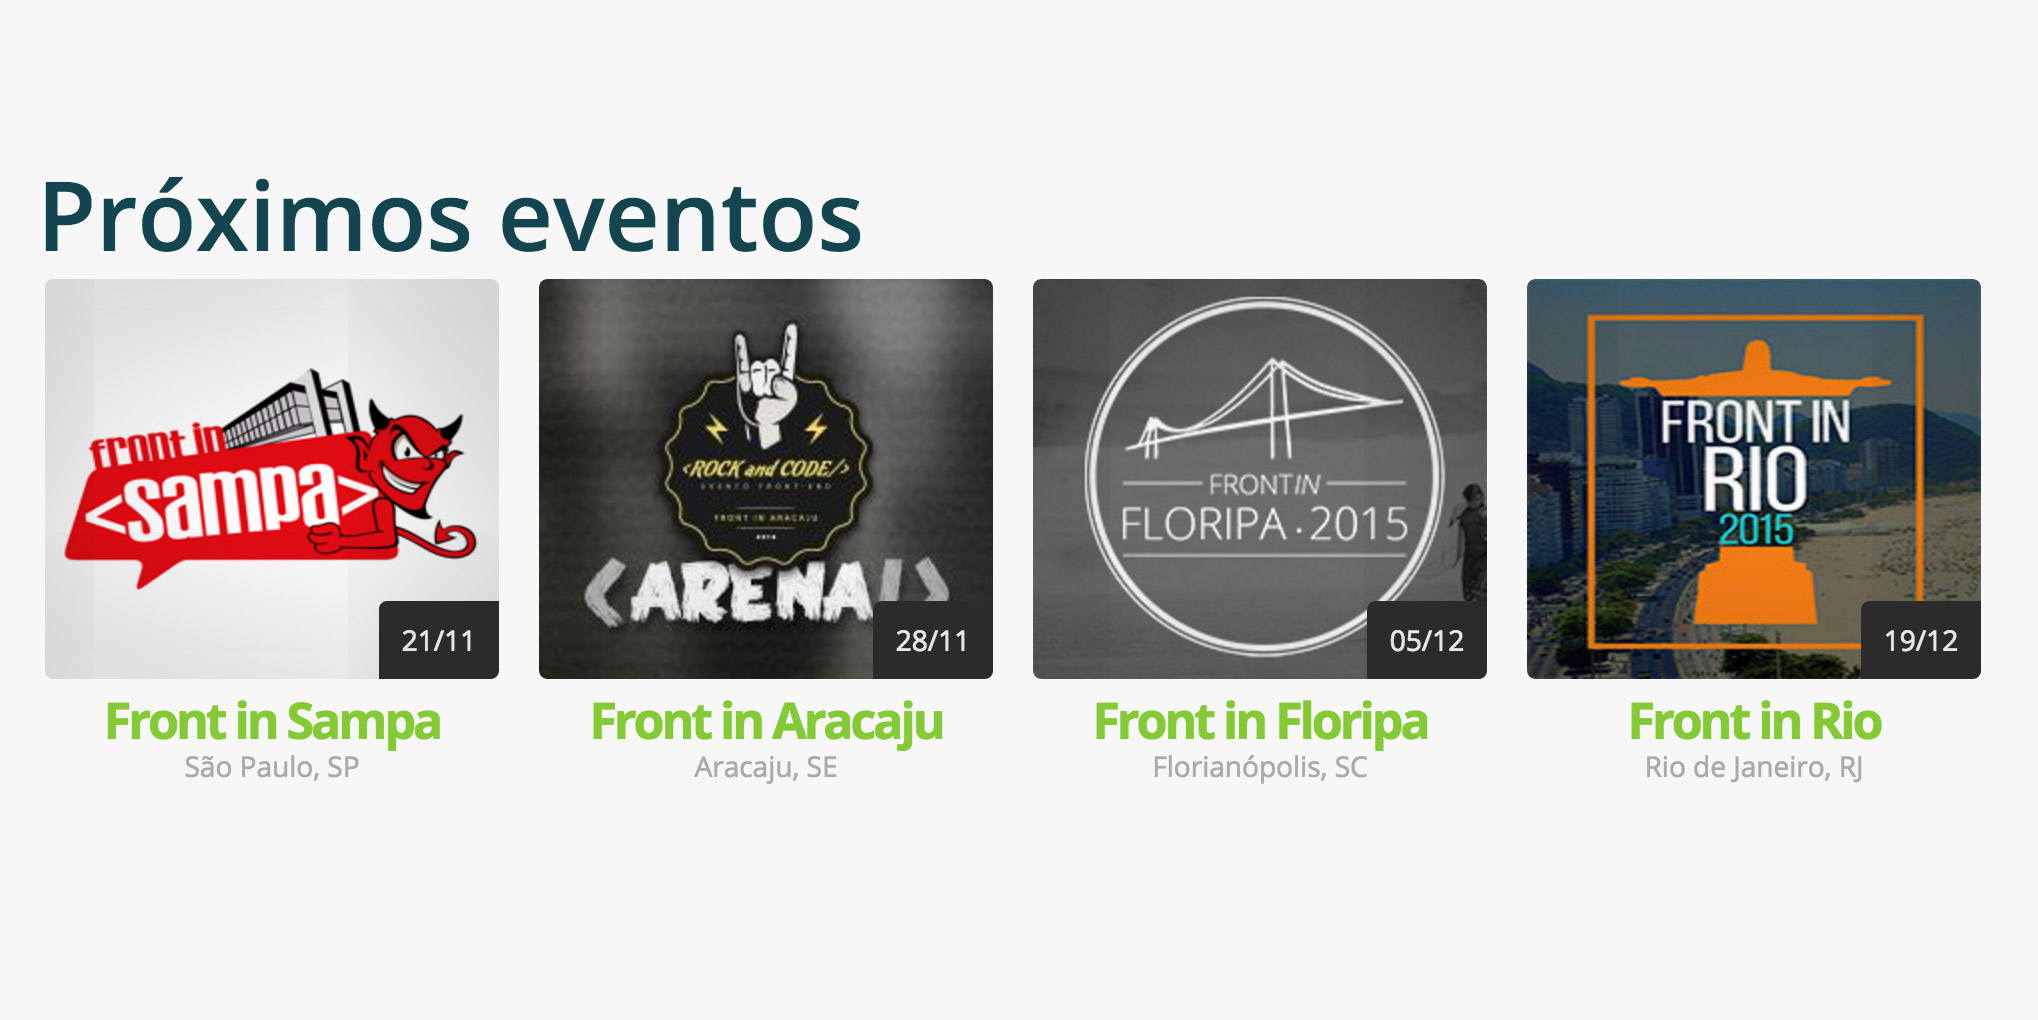 Próximos eventos
front in
<sampa>
21/11
Front in Sampa
São Paulo, SP
<ROCK and CODE/>
EVENTO FRONT-END
FRONT IN ARACAJU
<ARENA/>
28/11
Front in Aracaju
Aracaju, SE
FRONTIN
FLORIPA · 2015
05/12
Front in Floripa
Florianópolis, SC
FRONT IN
RIO
2015
19/12
Front in Rio
Rio de Janeiro, RJ